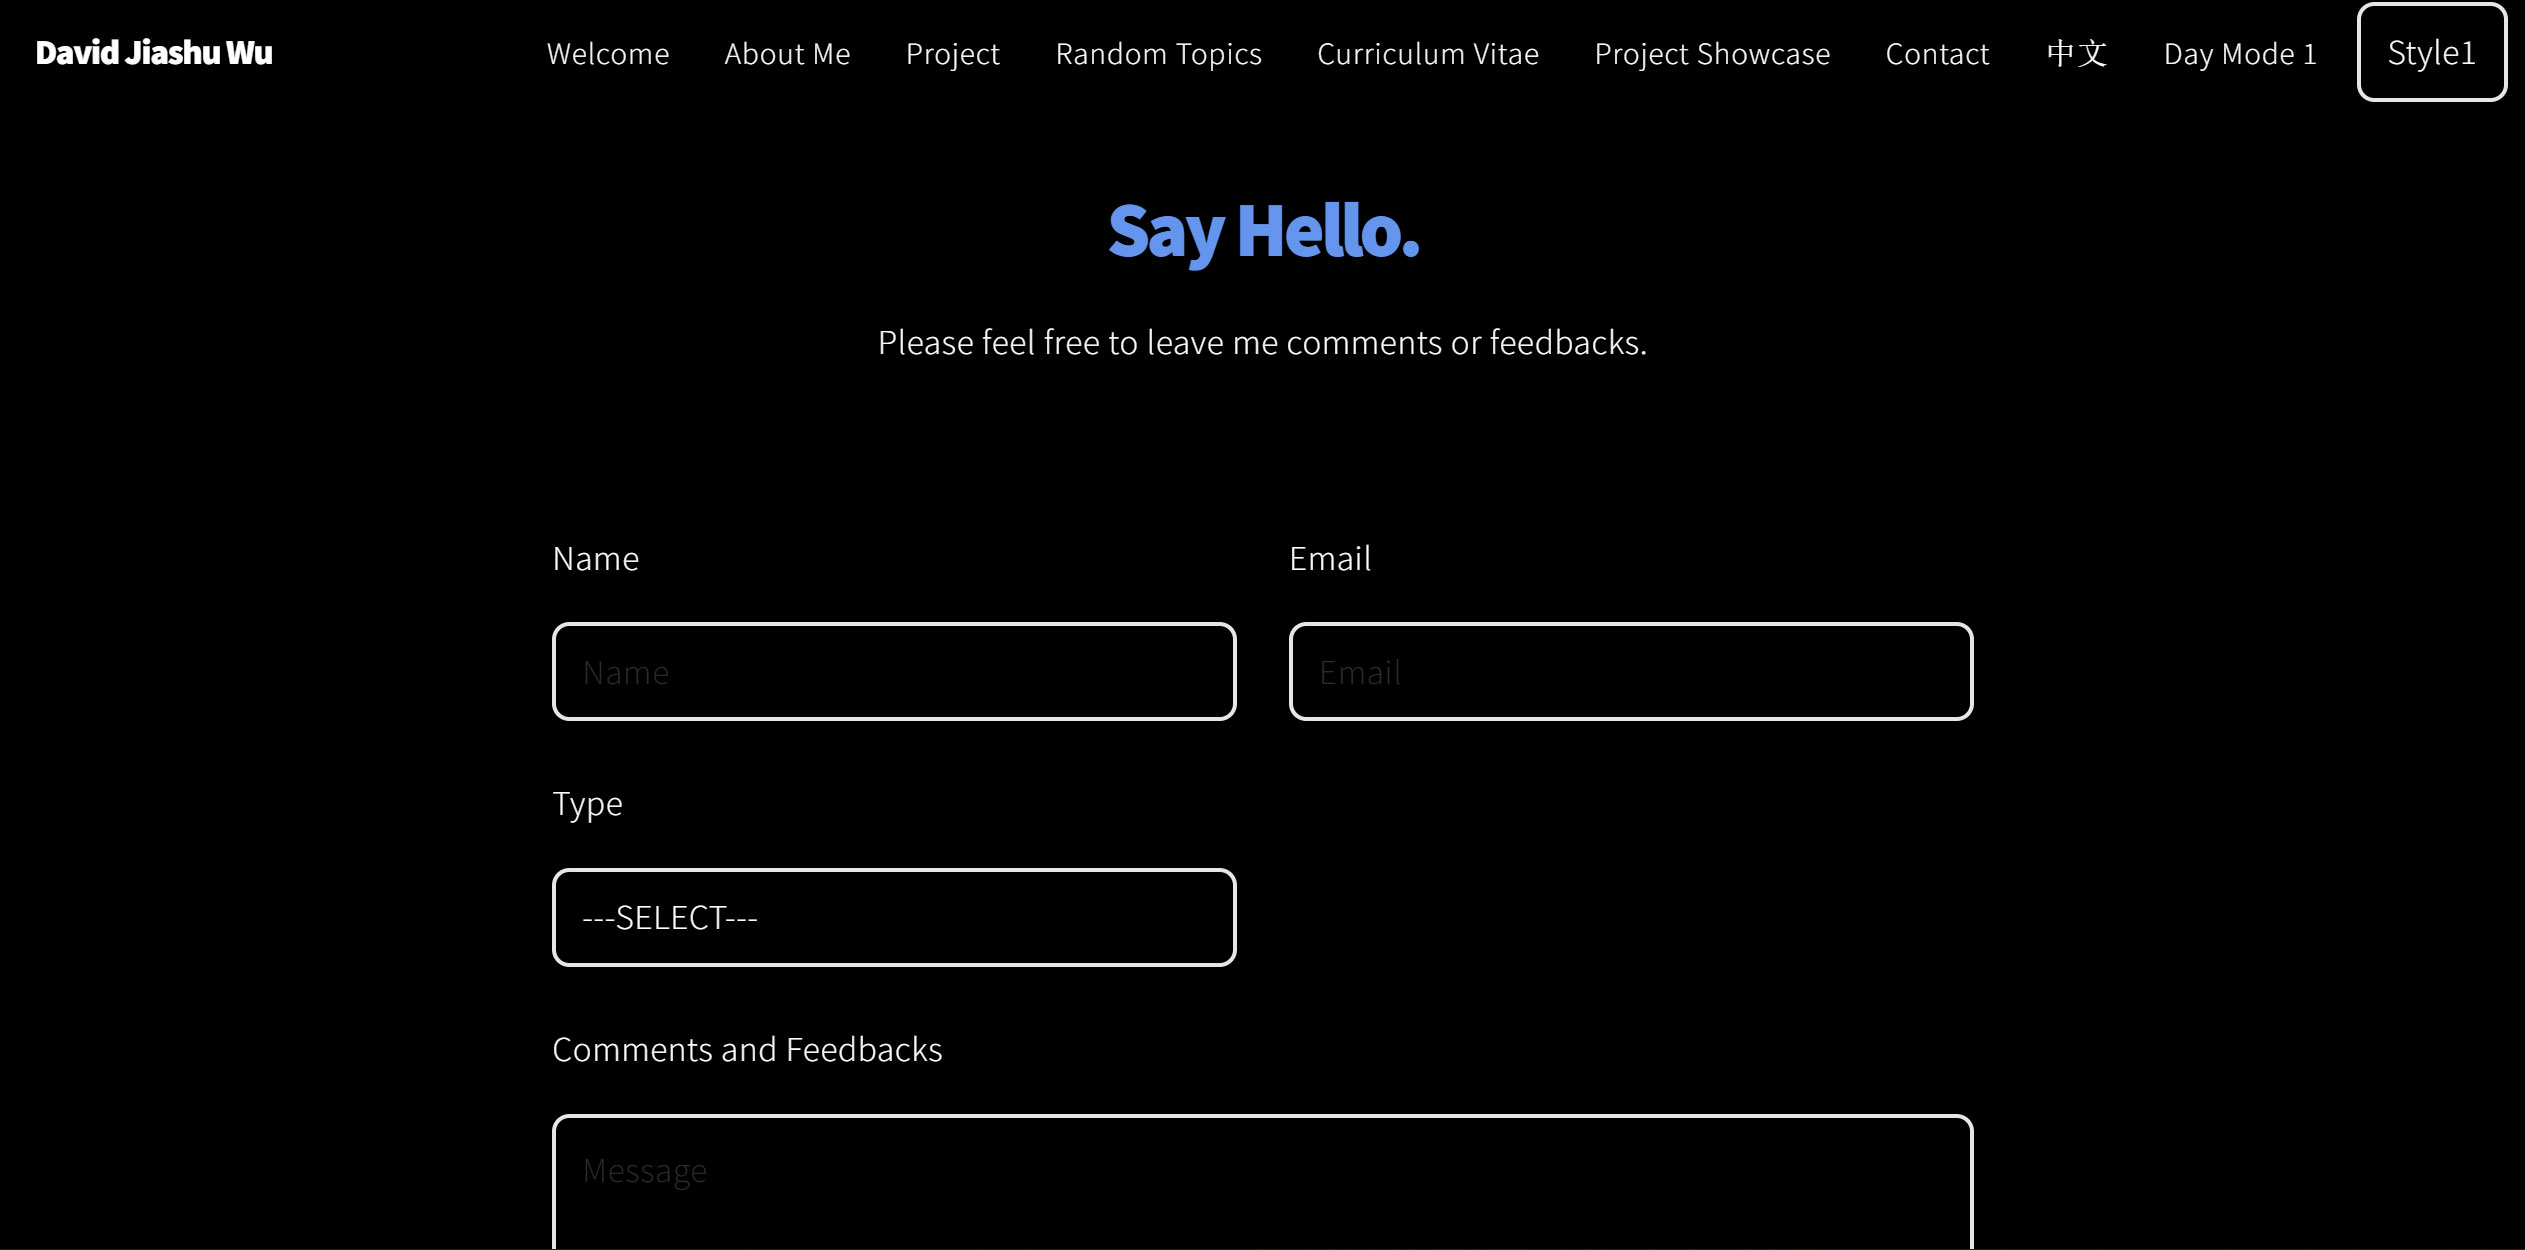 David Jiashu Wu Welcome About Me Project Random Topics Curriculum Vitae Project Showcase Contact 中文 Day Mode 1 Style1
Say Hello.
Please feel free to leave me comments or feedbacks.
Name Email
Name Email
Type
---SELECT---
Comments and Feedbacks
Message